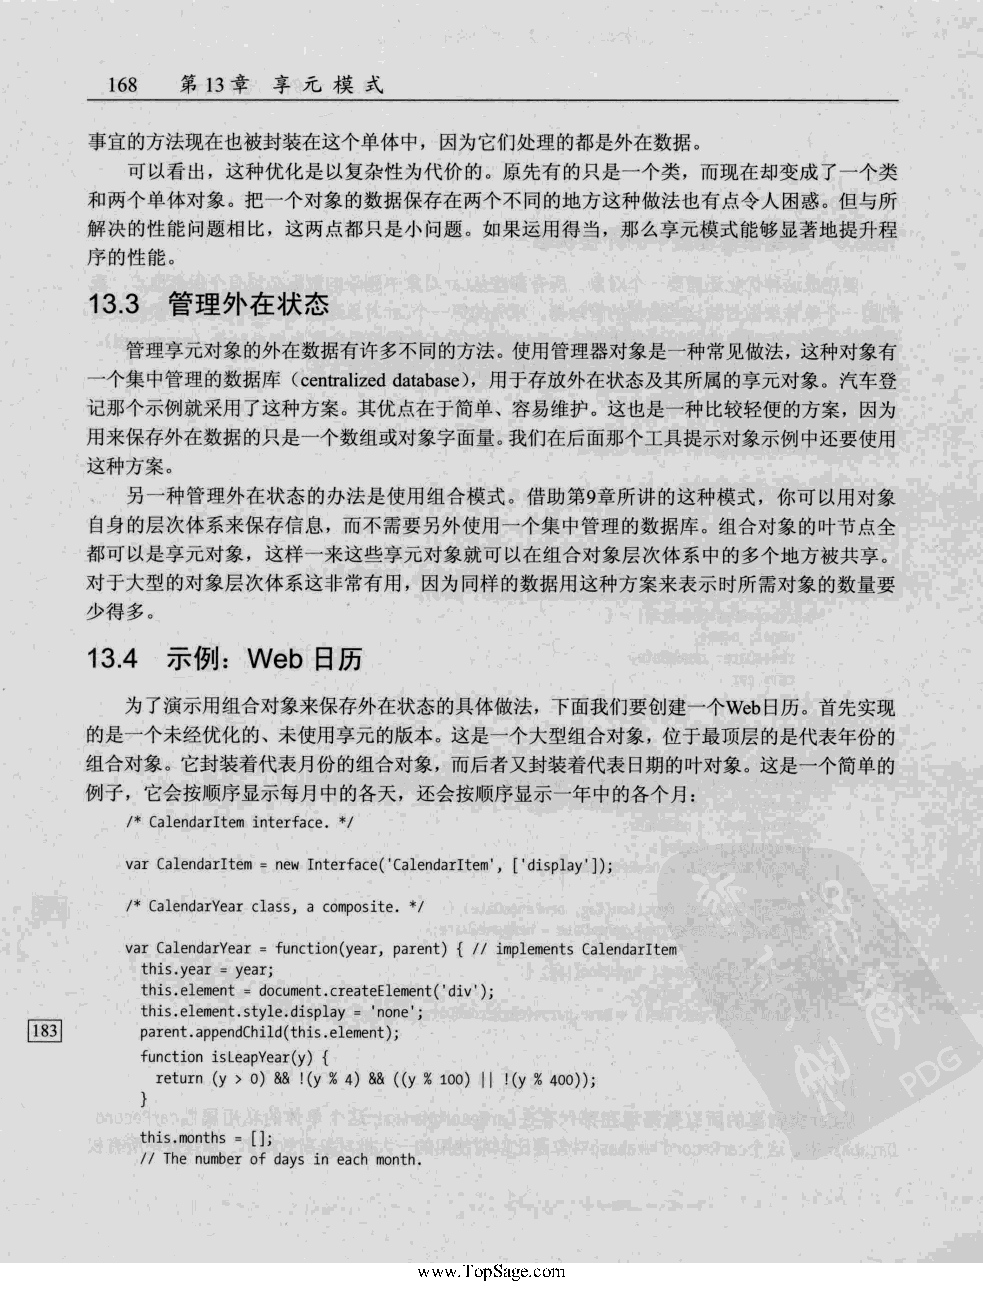 168 第13章 享元模式
事宜的方法现在也被封装在这个单体中，因为它们处理的都是外在数据。
可以看出，这种优化是以复杂性为代价的。原先有的只是一个类，而现在却变成了一个类
和两个单体对象。把一个对象的数据保存在两个不同的地方这种做法也有点令人困惑。但与所
解决的性能问题相比，这两点都只是小问题。如果运用得当，那么享元模式能够显著地提升程
序的性能。
13.3 管理外在状态
管理享元对象的外在数据有许多不同的方法。使用管理器对象是一种常见做法，这种对象有
一个集中管理的数据库（centralized database），用于存放外在状态及其所属的享元对象。汽车登
记那个示例就采用了这种方案。其优点在于简单、容易维护。这也是一种比较轻便的方案，因为
用来保存外在数据的只是一个数组或对象字面量。我们在后面那个工具提示对象示例中还要使用
这种方案。
另一种管理外在状态的办法是使用组合模式。借助第9章所讲的这种模式，你可以用对象
自身的层次体系来保存信息，而不需要另外使用一个集中管理的数据库。组合对象的叶节点全
都可以是享元对象，这样一来这些享元对象就可以在组合对象层次体系中的多个地方被共享。
对于大型的对象层次体系这非常有用，因为同样的数据用这种方案来表示时所需对象的数量要
少得多。
13.4 示例：Web 日历
为了演示用组合对象来保存外在状态的具体做法，下面我们要创建一个Web日历。首先实现
的是一个未经优化的、未使用享元的版本。这是一个大型组合对象，位于最顶层的是代表年份的
组合对象。它封装着代表月份的组合对象，而后者又封装着代表日期的叶对象。这是一个简单的
例子，它会按顺序显示每月中的各天，还会按顺序显示一年中的各个月：
/* CalendarItem interface. */
var CalendarItem = new Interface('CalendarItem', ['display']);
/* CalendarYear class, a composite. */
var CalendarYear = function(year, parent) { // implements CalendarItem
this.year = year;
this.element = document.createElement('div');
this.element.style.display = 'none';
183
parent.appendChild(this.element);
function isLeapYear(y) {
return (y > 0) && !(y % 4) && ((y % 100) || !(y % 400));
}
this.months = [];
// The number of days in each month.
PDG
www.TopSage.com